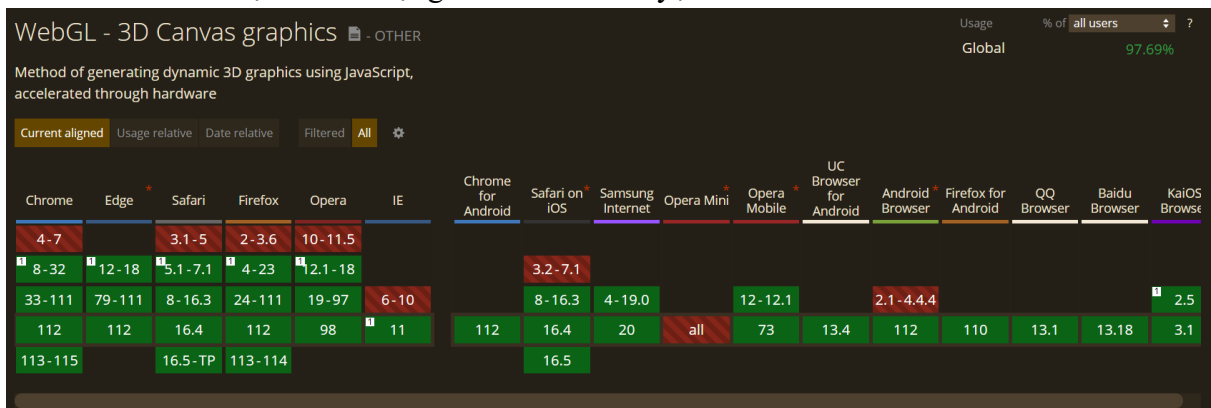 WebGL - 3D Canvas graphics - OTHER
Usage % of all users ?
Global 97.69%
Method of generating dynamic 3D graphics using JavaScript,
accelerated through hardware
Current aligned Usage relative Date relative Filtered All
Chrome Edge * Safari Firefox Opera IE Chrome for Android Safari on iOS * Samsung Internet Opera Mini * Opera Mobile * UC Browser for Android Android Browser * Firefox for Android QQ Browser Baidu Browser KaiOS Browse
4-7 3.1-5 2-3.6 10-11.5
1 8-32 1 12-18 1 5.1-7.1 1 4-23 1 12.1-18 3.2-7.1
33-111 79-111 8-16.3 24-111 19-97 6-10 8-16.3 4-19.0 12-12.1 2.1-4.4.4 1 2.5
112 112 16.4 112 98 1 11 112 16.4 20 all 73 13.4 112 110 13.1 13.18 3.1
113-115 16.5-TP 113-114 16.5